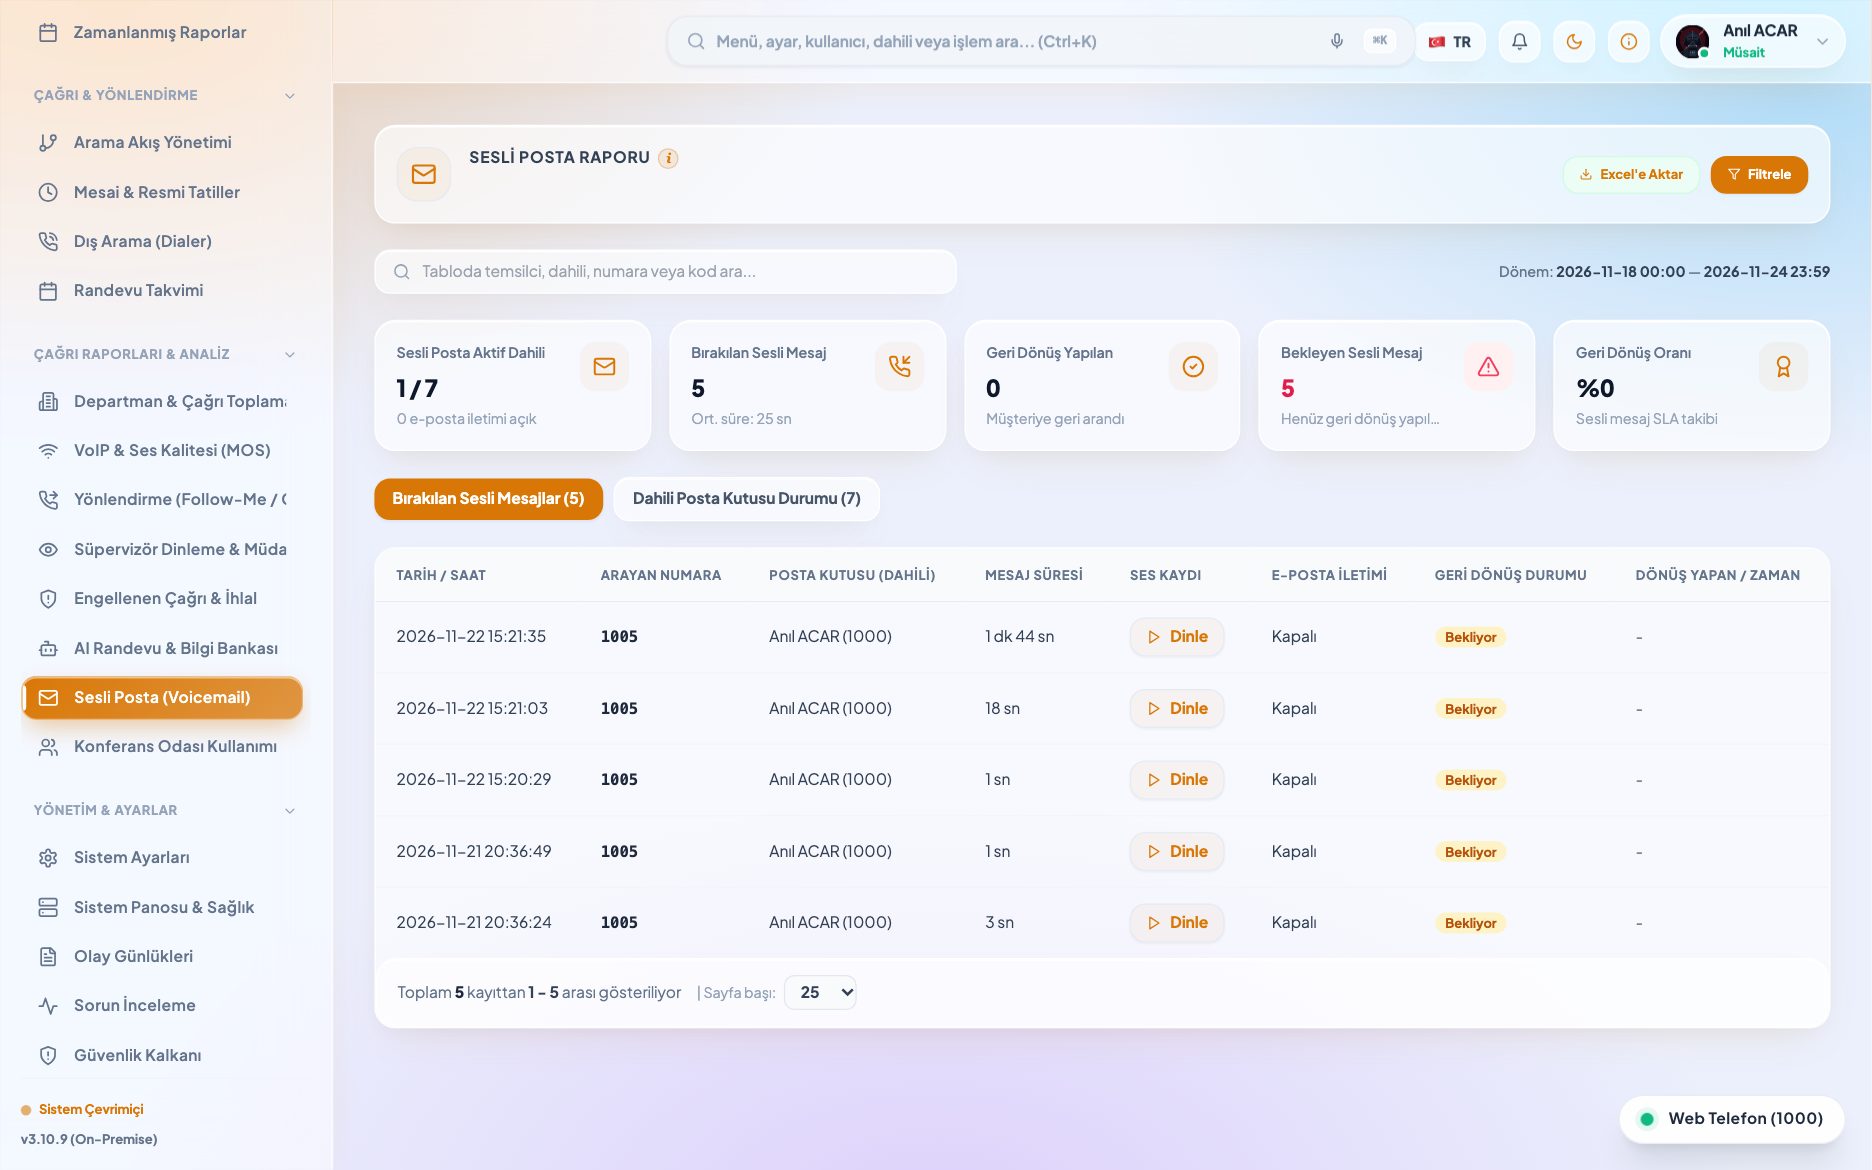 Zamanlanmış Raporlar
ÇAĞRI & YÖNLENDİRME
Arama Akış Yönetimi
Mesai & Resmi Tatiller
Dış Arama (Dialer)
Randevu Takvimi
ÇAĞRI RAPORLARI & ANALİZ
Departman & Çağrı Toplama
VoIP & Ses Kalitesi (MOS)
Yönlendirme (Follow-Me / C
Süpervizör Dinleme & Müda
Engellenen Çağrı & İhlal
AI Randevu & Bilgi Bankası
Sesli Posta (Voicemail)
Konferans Odası Kullanımı
YÖNETİM & AYARLAR
Sistem Ayarları
Sistem Panosu & Sağlık
Olay Günlükleri
Sorun İnceleme
Güvenlik Kalkanı
Sistem Çevrimiçi
v3.10.9 (On-Premise)
Menü, ayar, kullanıcı, dahili veya işlem ara... (Ctrl+K)
⌘K
TR
Anıl ACAR
Müsait
SESLİ POSTA RAPORU i
Excel'e Aktar
Filtrele
Tabloda temsilci, dahili, numara veya kod ara...
Dönem: 2026-11-18 00:00 — 2026-11-24 23:59
Sesli Posta Aktif Dahili
1 / 7
0 e-posta iletimi açık
Bırakılan Sesli Mesaj
5
Ort. süre: 25 sn
Geri Dönüş Yapılan
0
Müşteriye geri arandı
Bekleyen Sesli Mesaj
5
Henüz geri dönüş yapıl...
Geri Dönüş Oranı
%0
Sesli mesaj SLA takibi
Bırakılan Sesli Mesajlar (5)
Dahili Posta Kutusu Durumu (7)
TARİH / SAAT ARAYAN NUMARA POSTA KUTUSU (DAHİLİ) MESAJ SÜRESİ SES KAYDI E-POSTA İLETİMİ GERİ DÖNÜŞ DURUMU DÖNÜŞ YAPAN / ZAMAN
2026-11-22 15:21:35 1005 Anıl ACAR (1000) 1 dk 44 sn Dinle Kapalı Bekliyor -
2026-11-22 15:21:03 1005 Anıl ACAR (1000) 18 sn Dinle Kapalı Bekliyor -
2026-11-22 15:20:29 1005 Anıl ACAR (1000) 1 sn Dinle Kapalı Bekliyor -
2026-11-21 20:36:49 1005 Anıl ACAR (1000) 1 sn Dinle Kapalı Bekliyor -
2026-11-21 20:36:24 1005 Anıl ACAR (1000) 3 sn Dinle Kapalı Bekliyor -
Toplam 5 kayıttan 1 - 5 arası gösteriliyor | Sayfa başı: 25
Web Telefon (1000)